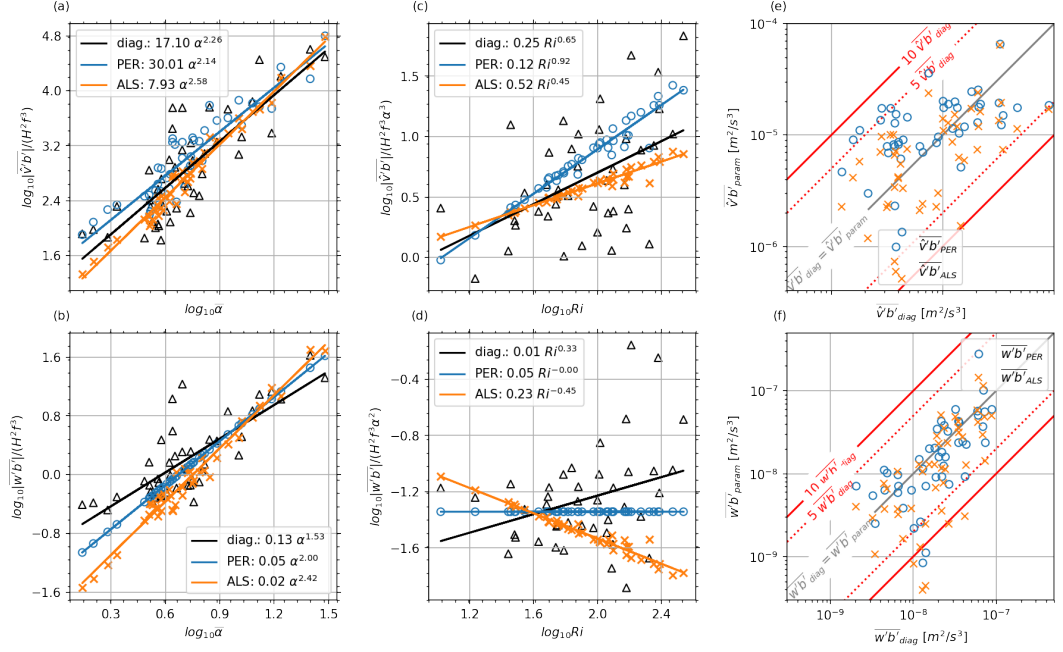 (a)
4.8
4.0
3.2
2.4
1.6
log₁₀|v̂′b′|/(H²f³)
diag.: 17.10 α^2.26
PER: 30.01 α^2.14
ALS: 7.93 α^2.58
log₁₀ᾱ
(c)
1.5
1.0
0.5
0.0
log₁₀|v̂′b′|/(H²f³α³)
diag.: 0.25 Ri^0.65
PER: 0.12 Ri^0.92
ALS: 0.52 Ri^0.45
log₁₀Ri
(e)
10⁻⁴
10⁻⁵
10⁻⁶
v̂′b′param [m²/s³]
10 v̂′b′diag
5 v̂′b′diag
v̂′b′diag = v̂′b′param
v̂′b′PER
v̂′b′ALS
v̂′b′diag [m²/s³]
(b)
1.6
0.8
0.0
−0.8
−1.6
log₁₀|w′b′|/(H²f³)
diag.: 0.13 α^1.53
PER: 0.05 α^2.00
ALS: 0.02 α^2.42
0.3 0.6 0.9 1.2 1.5
log₁₀ᾱ
(d)
−0.4
−0.8
−1.2
−1.6
log₁₀|w′b′|/(H²f³α²)
diag.: 0.01 Ri^0.33
PER: 0.05 Ri^−0.00
ALS: 0.23 Ri^−0.45
1.2 1.6 2.0 2.4
log₁₀Ri
(f)
10⁻⁷
10⁻⁸
10⁻⁹
w′b′param [m²/s³]
w′b′PER
w′b′ALS
10 w′b′diag
5 w′b′diag
w′b′diag = w′b′param
10⁻⁹ 10⁻⁸ 10⁻⁷
w′b′diag [m²/s³]